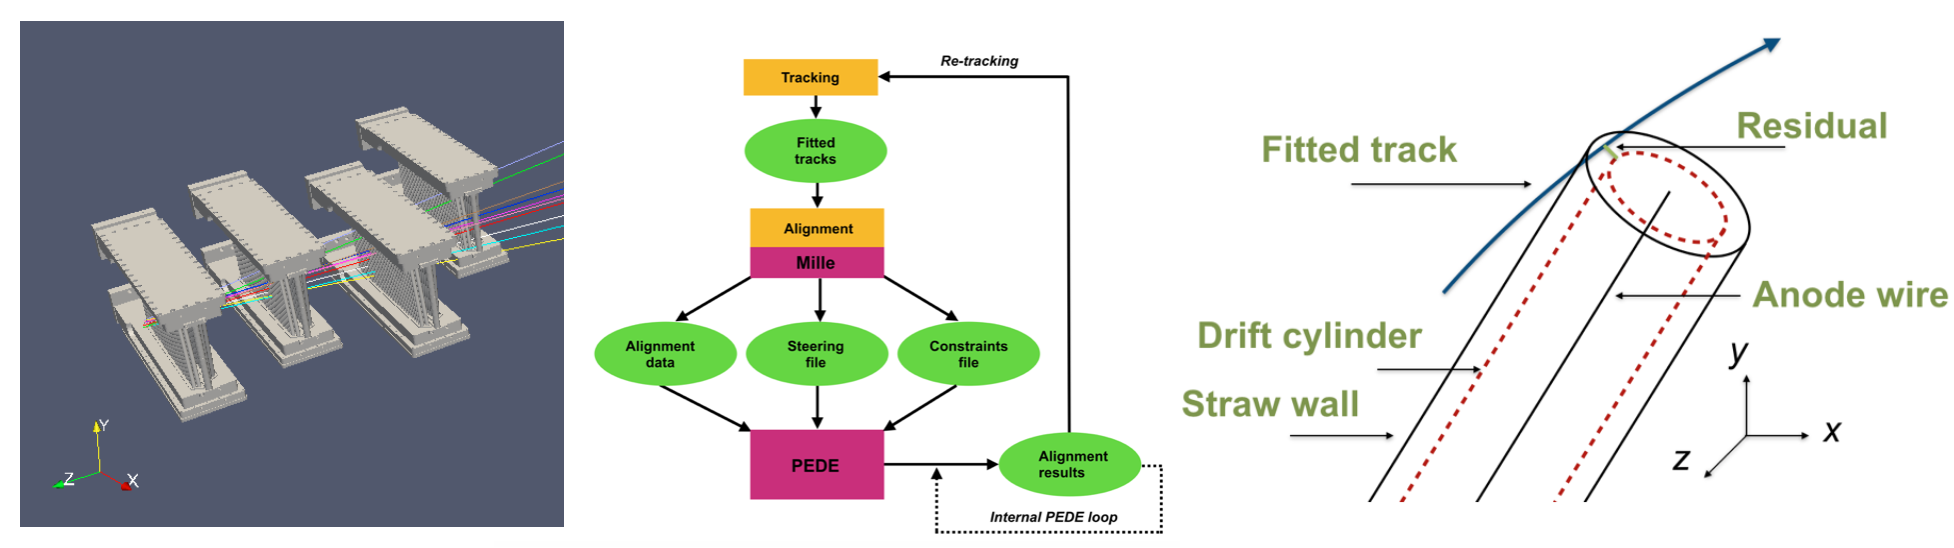 Y
Z
X
Tracking
Re-tracking
Fitted
tracks
Alignment
Mille
Alignment
data
Steering
file
Constraints
file
PEDE
Alignment
results
Internal PEDE loop
Residual
Fitted track
Anode wire
Drift cylinder
Straw wall
y
x
z